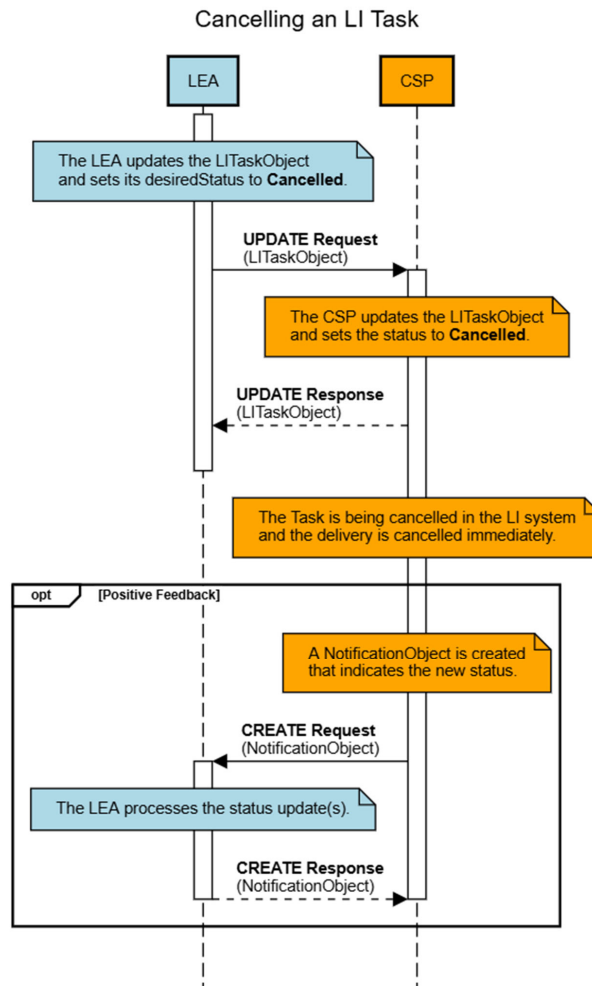 Cancelling an LI Task
LEA
CSP
The LEA updates the LITaskObject
and sets its desiredStatus to Cancelled.
UPDATE Request
(LITaskObject)
The CSP updates the LITaskObject
and sets the status to Cancelled.
UPDATE Response
(LITaskObject)
The Task is being cancelled in the LI system
and the delivery is cancelled immediately.
opt
[Positive Feedback]
A NotificationObject is created
that indicates the new status.
CREATE Request
(NotificationObject)
The LEA processes the status update(s).
CREATE Response
(NotificationObject)